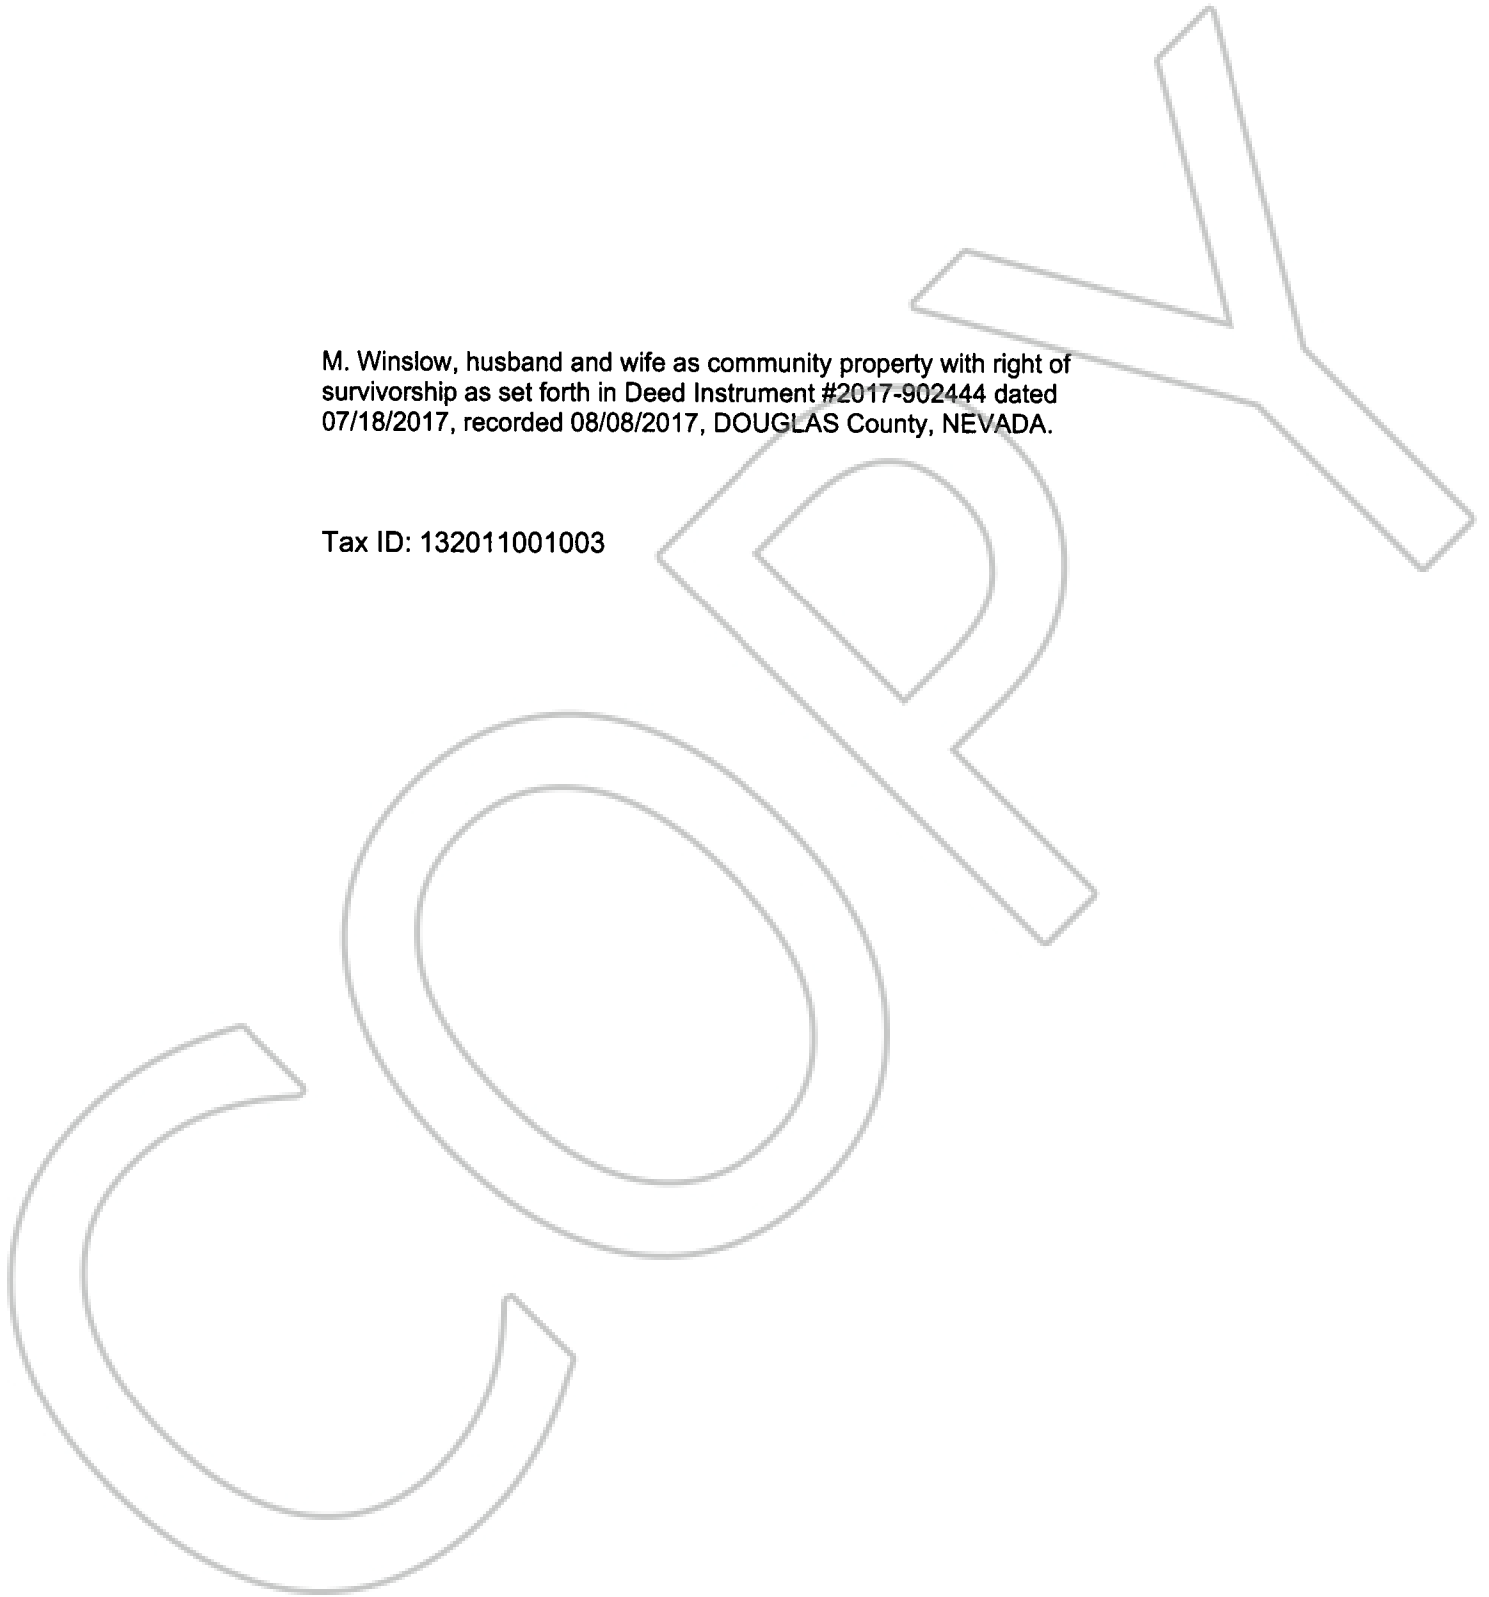 M. Winslow, husband and wife as community property with right of
survivorship as set forth in Deed Instrument #2017-902444 dated
07/18/2017, recorded 08/08/2017, DOUGLAS County, NEVADA.
Tax ID: 132011001003
COPY